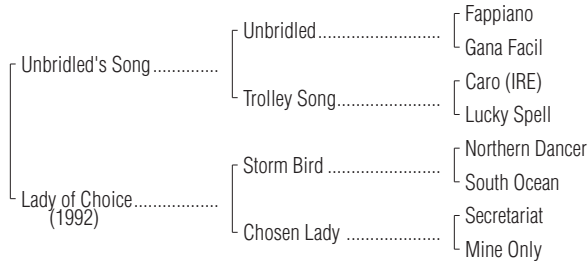 Fappiano
Unbridled
Gana Facil
Unbridled's Song
Caro (IRE)
Trolley Song
Lucky Spell
Northern Dancer
Storm Bird
South Ocean
Lady of Choice
(1992)
Secretariat
Chosen Lady
Mine Only